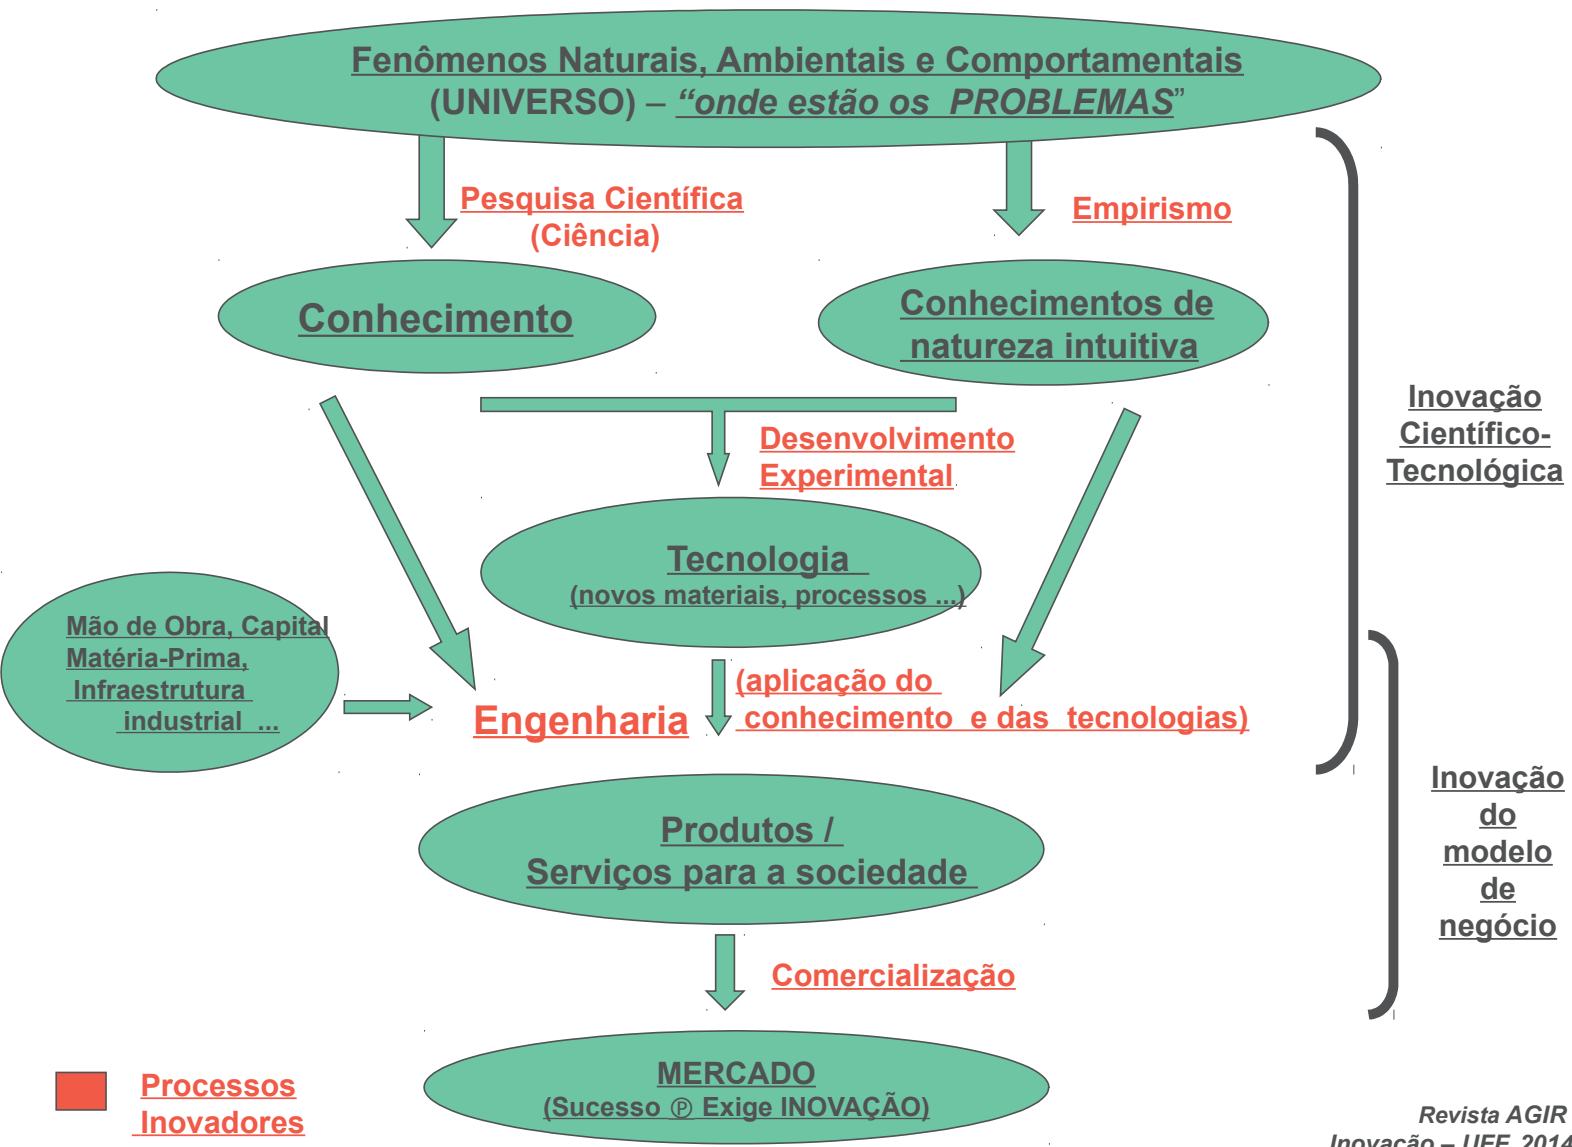 Fenômenos Naturais, Ambientais e Comportamentais
(UNIVERSO) – “onde estão os PROBLEMAS”
Pesquisa Científica
(Ciência)
Empirismo
Conhecimento
Conhecimentos de
natureza intuitiva
Inovação
Científico-
Tecnológica
Desenvolvimento
Experimental
Tecnologia
(novos materiais, processos ...)
Mão de Obra, Capital
Matéria-Prima,
Infraestrutura
industrial ...
Engenharia
(aplicação do
conhecimento e das tecnologias)
Inovação
do
modelo
de
negócio
Produtos /
Serviços para a sociedade
Comercialização
MERCADO
(Sucesso ℗ Exige INOVAÇÃO)
Processos
Inovadores
Revista AGIR
Inovação – UFF, 2014